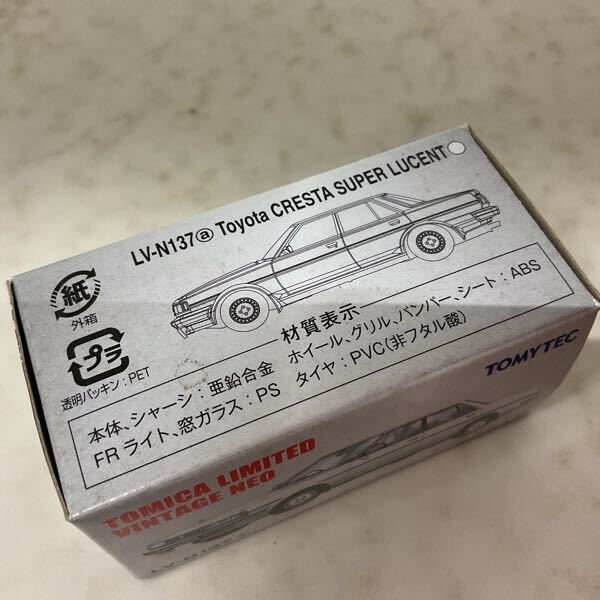 LV-N137ⓐ Toyota CRESTA SUPER LUCENT
紙
外箱
プラ
透明パッキン：PET
材質表示
本体、シャーシ：亜鉛合金 ホイール、グリル、バンパー、シート：ABS
FRライト、窓ガラス：PS タイヤ：PVC(非フタル酸)
TOMYTEC
TOMICA LIMITED
VINTAGE NEO
LV-N137